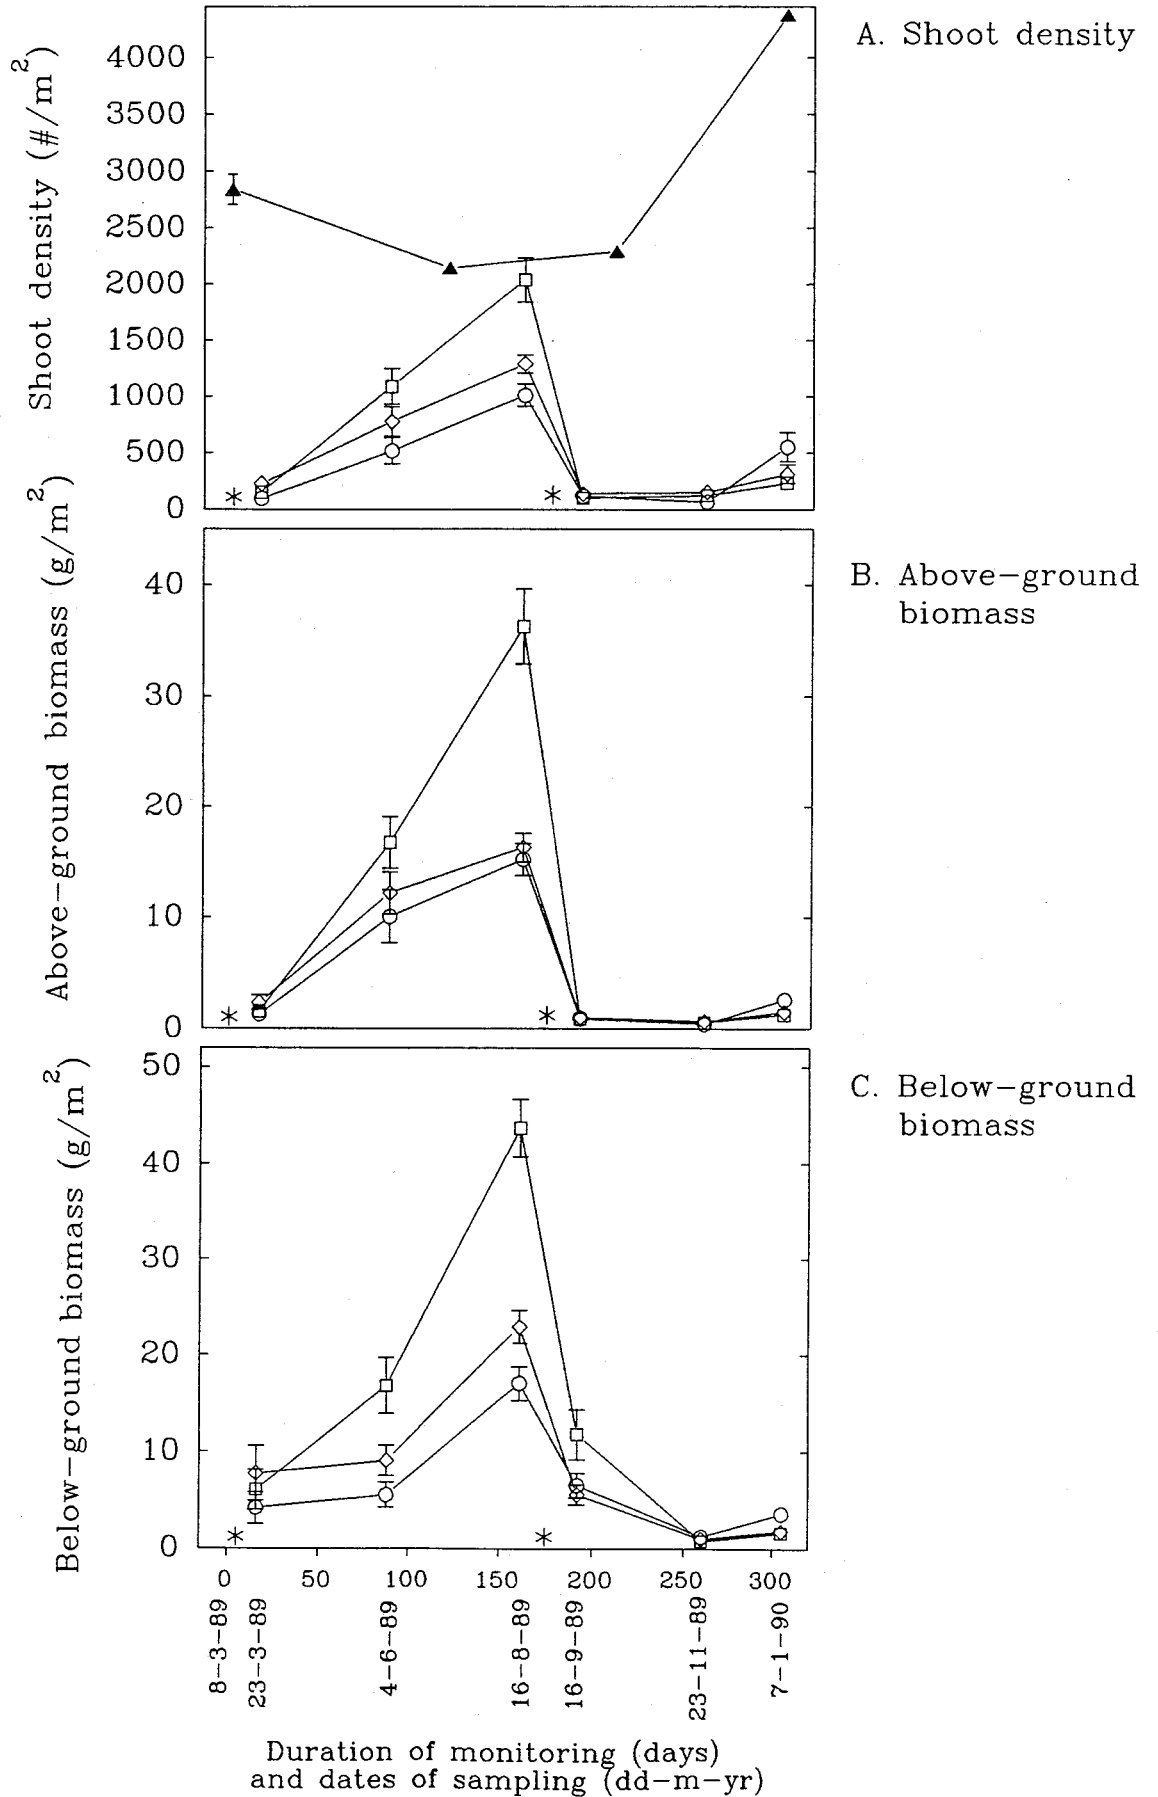 A. Shoot density
Shoot density (#/m²)
4000
3500
3000
2500
2000
1500
1000
500
0
B. Above-ground
biomass
Above-ground biomass (g/m²)
40
30
20
10
0
C. Below-ground
biomass
Below-ground biomass (g/m²)
50
40
30
20
10
0
0 50 100 150 200 250 300
8-3-89 23-3-89 4-6-89 16-8-89 16-9-89 23-11-89 7-1-90
Duration of monitoring (days)
and dates of sampling (dd-m-yr)